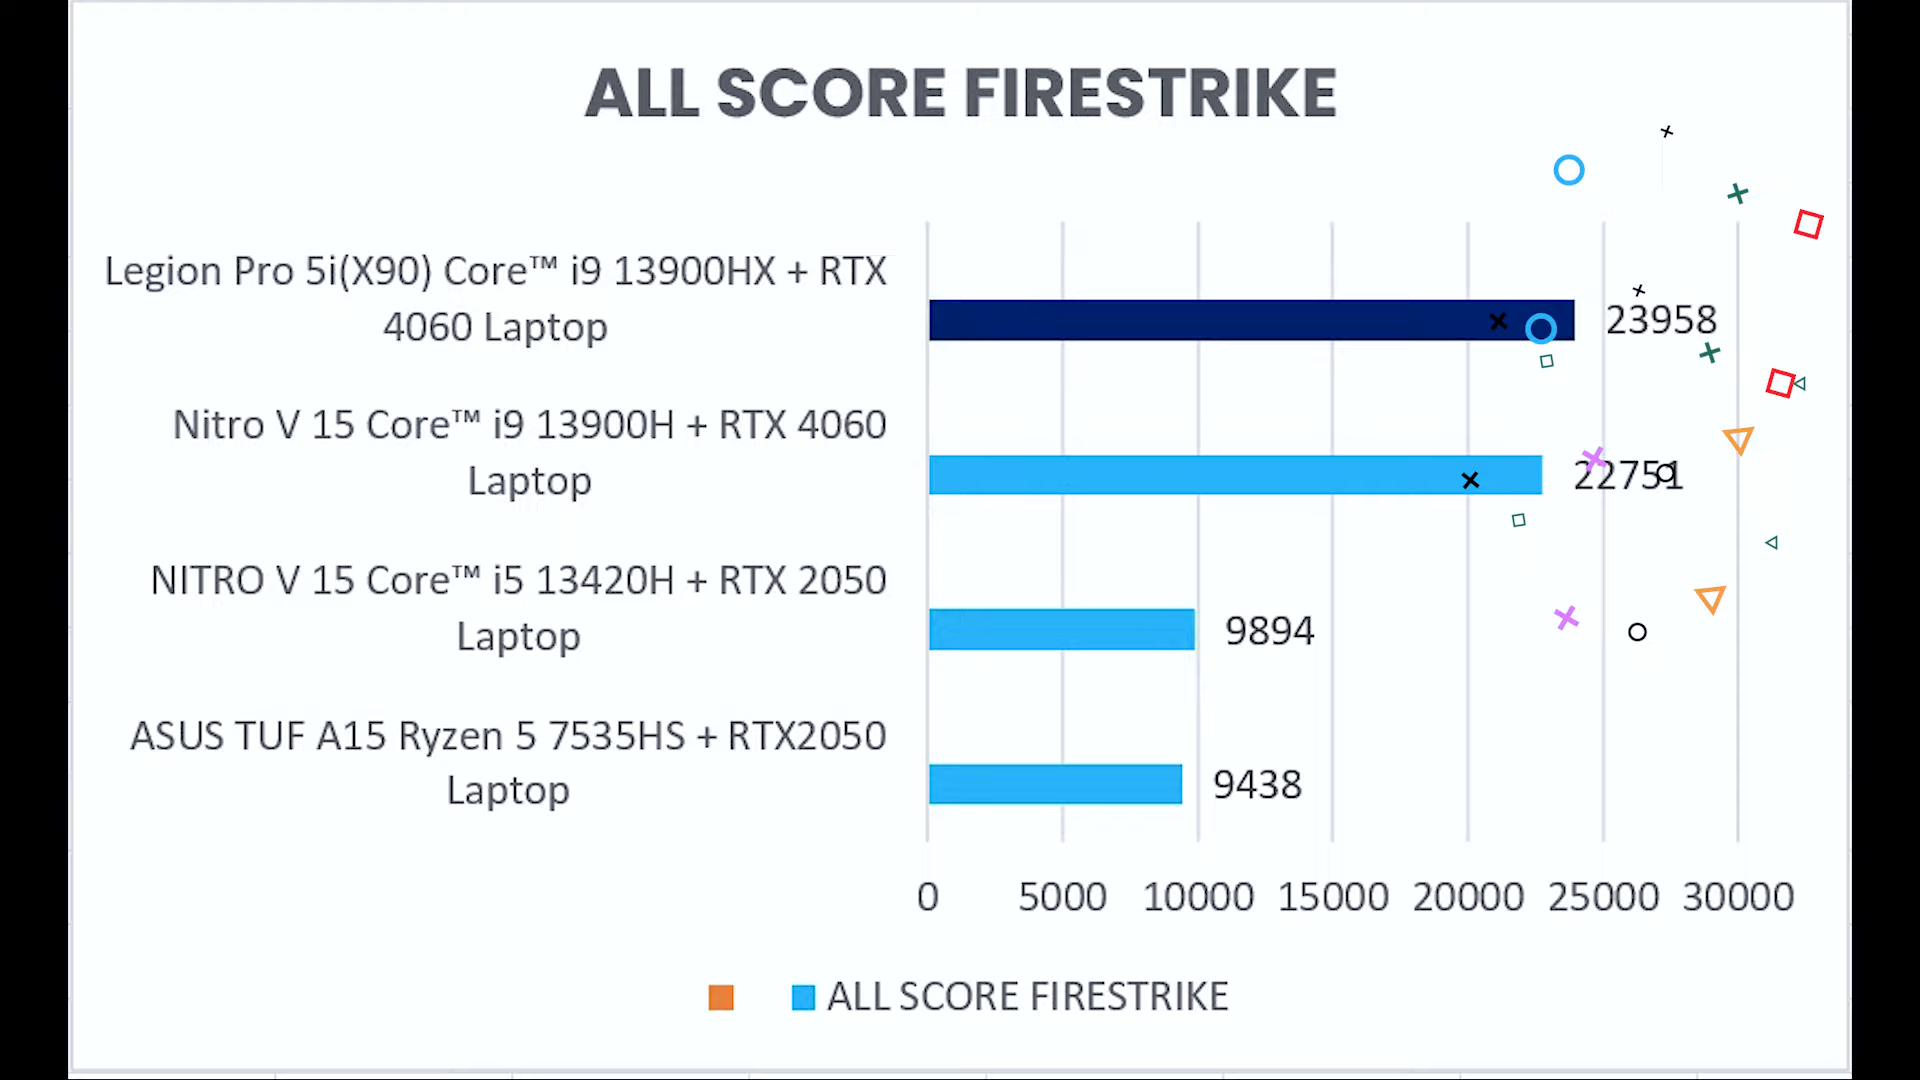 ALL SCORE FIRESTRIKE
Legion Pro 5i(X90) Core™ i9 13900HX + RTX
4060 Laptop
23958
Nitro V 15 Core™ i9 13900H + RTX 4060
Laptop
22751
NITRO V 15 Core™ i5 13420H + RTX 2050
Laptop
9894
ASUS TUF A15 Ryzen 5 7535HS + RTX2050
Laptop
9438
0 5000 10000 15000 20000 25000 30000
ALL SCORE FIRESTRIKE